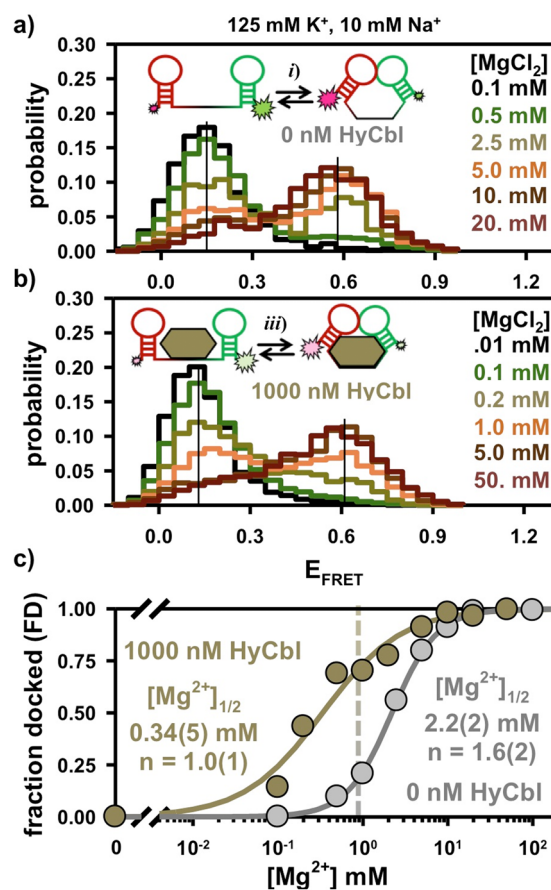 125 mM K⁺, 10 mM Na⁺
a)
0.30
0.25
0.20
0.15
0.10
0.05
0.00
probability
i)
0 nM HyCbl
[MgCl₂]
0.1 mM
0.5 mM
2.5 mM
5.0 mM
10. mM
20. mM
0.0 0.3 0.6 0.9 1.2
b)
0.30
0.25
0.20
0.15
0.10
0.05
0.00
probability
iii)
1000 nM HyCbl
[MgCl₂]
.01 mM
0.1 mM
0.2 mM
1.0 mM
5.0 mM
50. mM
0.0 0.3 0.6 0.9 1.2
E_FRET
c)
1.00
0.75
0.50
0.25
0.00
fraction docked (FD)
1000 nM HyCbl
[Mg²⁺]₁/₂
0.34(5) mM
n = 1.0(1)
[Mg²⁺]₁/₂
2.2(2) mM
n = 1.6(2)
0 nM HyCbl
0 10⁻² 10⁻¹ 10⁰ 10¹ 10²
[Mg²⁺] mM